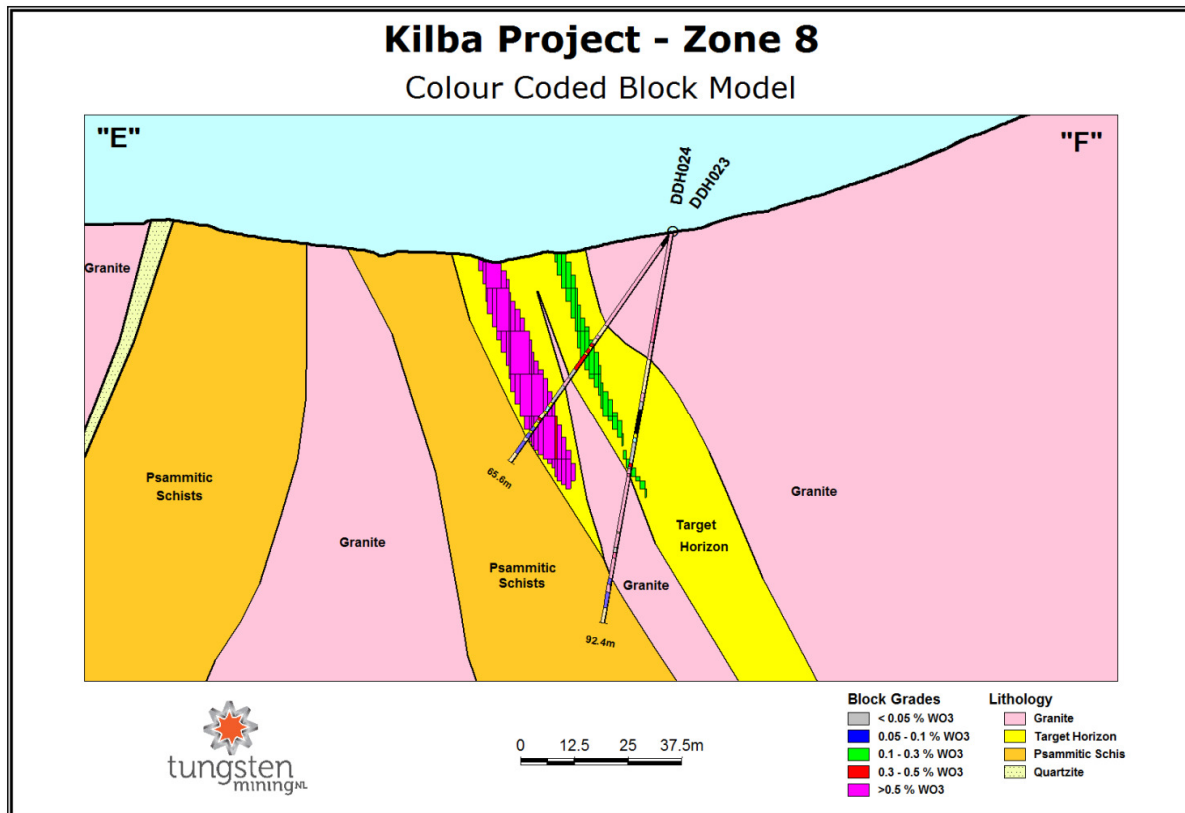 Kilba Project - Zone 8
Colour Coded Block Model
"E"
"F"
DDH024
DDH023
Granite
Psammitic
Schists
Granite
Psammitic
Schists
65.6m
92.4m
Granite
Target
Horizon
Granite
tungsten
miningNL
0 12.5 25 37.5m
Block Grades
< 0.05 % WO3
0.05 - 0.1 % WO3
0.1 - 0.3 % WO3
0.3 - 0.5 % WO3
>0.5 % WO3
Lithology
Granite
Target Horizon
Psammitic Schis
Quartzite